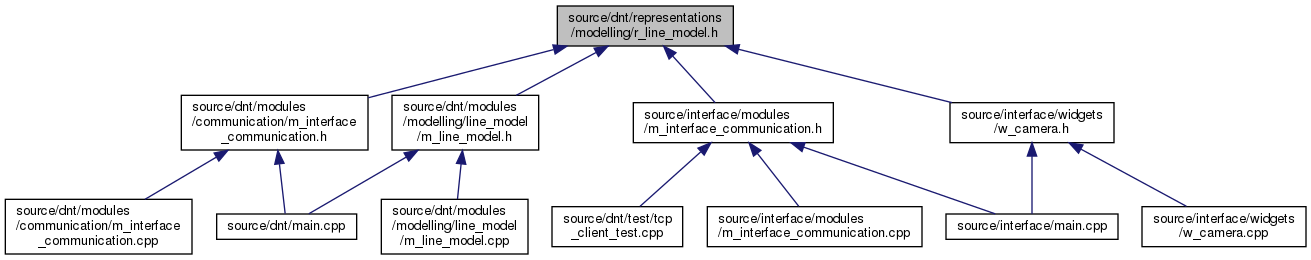 source/dnt/representations
/modelling/r_line_model.h
source/dnt/modules
/communication/m_interface
_communication.h
source/dnt/modules
/modelling/line_model
/m_line_model.h
source/interface/modules
/m_interface_communication.h
source/interface/widgets
/w_camera.h
source/dnt/modules
/communication/m_interface
_communication.cpp
source/dnt/main.cpp
source/dnt/modules
/modelling/line_model
/m_line_model.cpp
source/dnt/test/tcp
_client_test.cpp
source/interface/modules
/m_interface_communication.cpp
source/interface/main.cpp
source/interface/widgets
/w_camera.cpp